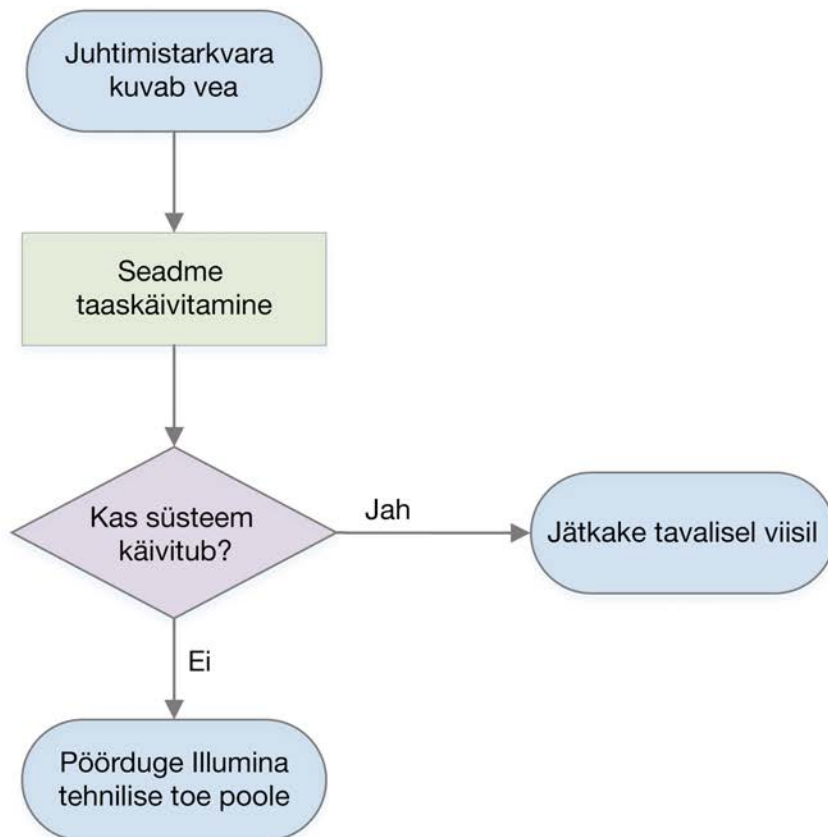 Juhtimistarkvara
kuvab vea
Seadme
taaskäivitamine
Kas süsteem
käivitub?
Jah
Jätkake tavalisel viisil
Ei
Pöörduge Illumina
tehnilise toe poole